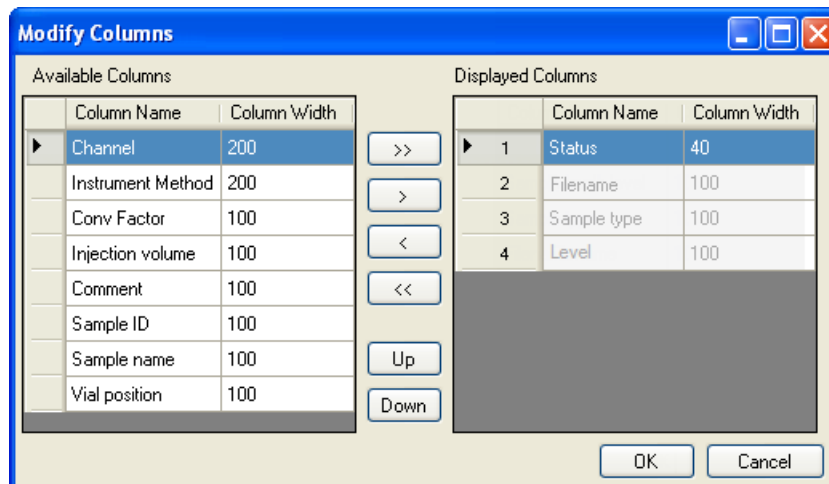 Modify Columns
Available Columns
Column Name Column Width
Channel 200
Instrument Method 200
Conv Factor 100
Injection volume 100
Comment 100
Sample ID 100
Sample name 100
Vial position 100
>>
>
<
<<
Up
Down
Displayed Columns
Column Name Column Width
1 Status 40
2 Filename 100
3 Sample type 100
4 Level 100
OK Cancel